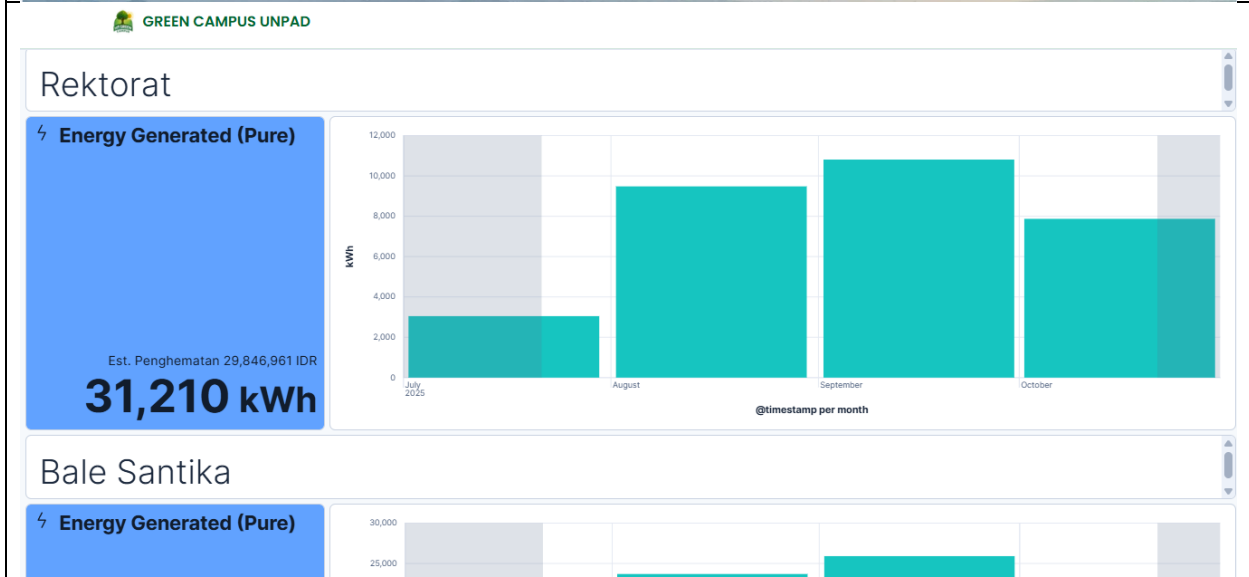 GREEN CAMPUS UNPAD
Rektorat
Energy Generated (Pure)
Est. Penghematan 29,846,961 IDR
31,210 kWh
12,000
10,000
8,000
6,000
4,000
2,000
0
kWh
July
2025
August
September
October
@timestamp per month
Bale Santika
Energy Generated (Pure)
30,000
25,000